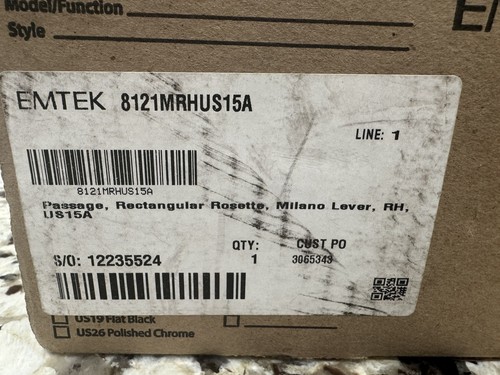 Model/Function
Style
EMTEK 8121MRHUS15A
LINE: 1
8121MRHUS15A
Passage, Rectangular Rosette, Milano Lever, RH,
US15A
QTY: CUST PO
S/O: 12235524 1 3065343
US19 Flat Black
US26 Polished Chrome